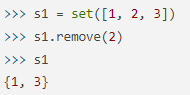 >>> s1 = set([1, 2, 3])
>>> s1.remove(2)
>>> s1
{1, 3}